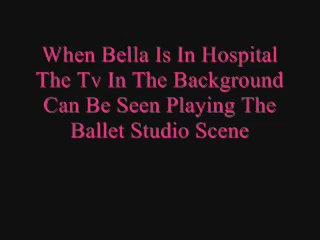 When Bella Is In Hospital
The Tv In The Background
Can Be Seen Playing The
Ballet Studio Scene